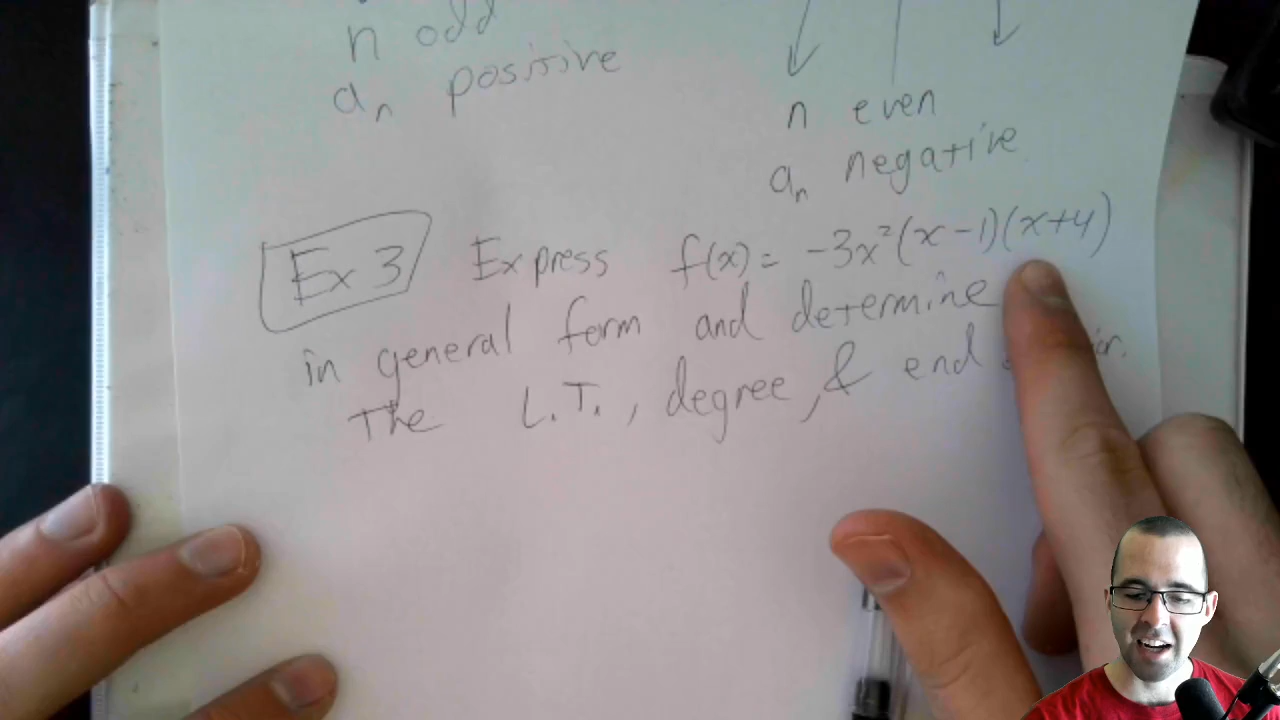 n odd
aₙ positive
n even
aₙ negative
Ex 3 Express f(x) = -3x²(x-1)(x+4)
in general form and determine
The L.T., degree, & end